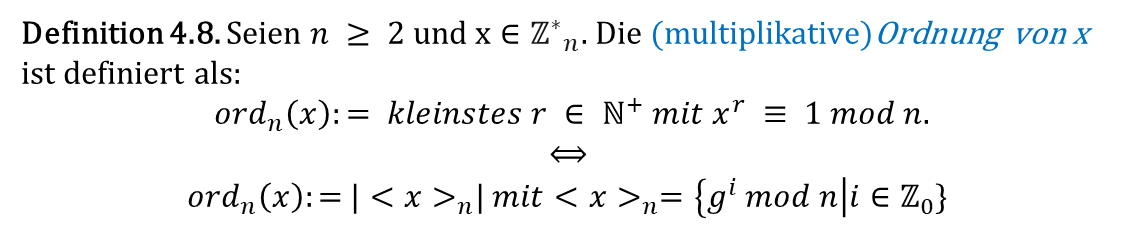 Definition 4.8. Seien n ≥ 2 und x ∈ ℤ*ₙ. Die (multiplikative) Ordnung von x
ist definiert als:
ordₙ(x): = kleinstes r ∈ ℕ⁺ mit xʳ ≡ 1 mod n.
⇔
ordₙ(x): = | < x >ₙ| mit < x >ₙ= {gⁱ mod n|i ∈ ℤ₀}